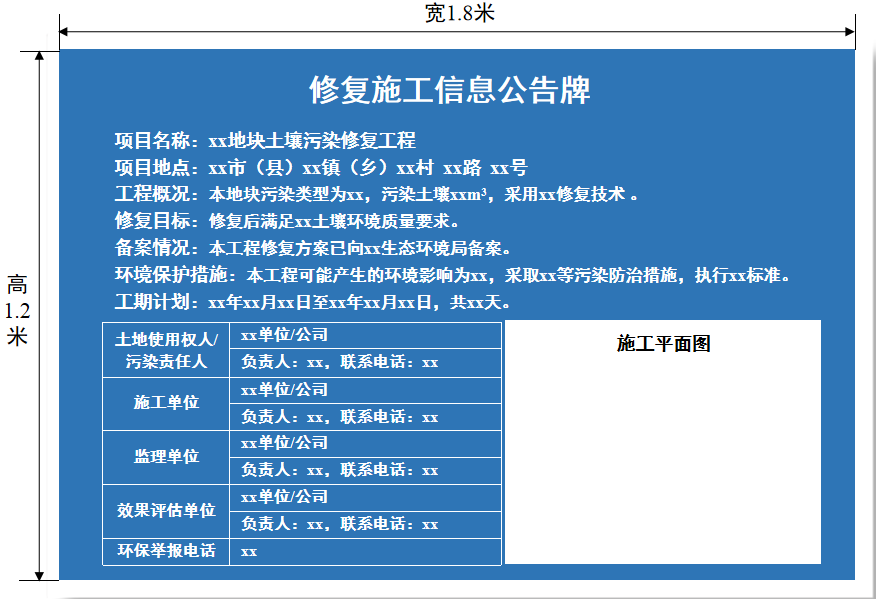 宽1.8米
高
1.2
米
修复施工信息公告牌
项目名称：xx地块土壤污染修复工程
项目地点：xx市（县）xx镇（乡）xx村 xx路 xx号
工程概况：本地块污染类型为xx，污染土壤xxm³，采用xx修复技术 。
修复目标：修复后满足xx土壤环境质量要求。
备案情况：本工程修复方案已向xx生态环境局备案。
环境保护措施：本工程可能产生的环境影响为xx，采取xx等污染防治措施，执行xx标准。
工期计划：xx年xx月xx日至xx年xx月xx日，共xx天。
土地使用权人/
污染责任人
xx单位/公司
负责人：xx，联系电话：xx
施工单位
xx单位/公司
负责人：xx，联系电话：xx
监理单位
xx单位/公司
负责人：xx，联系电话：xx
效果评估单位
xx单位/公司
负责人：xx，联系电话：xx
环保举报电话
xx
施工平面图